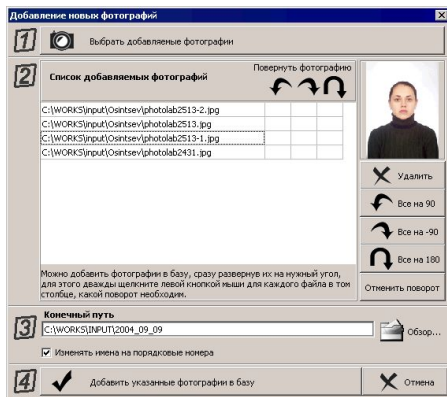 Добавление новых фотографий
1
Выбрать добавляемые фотографии
2
Список добавляемых фотографий
Повернуть фотографию
C:\WORKS\input\Osintsev\photolab2513-2.jpg
C:\WORKS\input\Osintsev\photolab2513.jpg
C:\WORKS\input\Osintsev\photolab2513-1.jpg
C:\WORKS\input\Osintsev\photolab2431.jpg
Удалить
Все на 90
Все на -90
Все на 180
Отменить поворот
Можно добавить фотографии в базу, сразу развернув их на нужный угол,
для этого дважды щелкните левой кнопкой мыши для каждого файла в том
столбце, какой поворот необходим.
3
Конечный путь
C:\WORKS\INPUT\2004_09_09
Обзор...
Изменять имена на порядковые номера
4
Добавить указанные фотографии в базу
Отмена